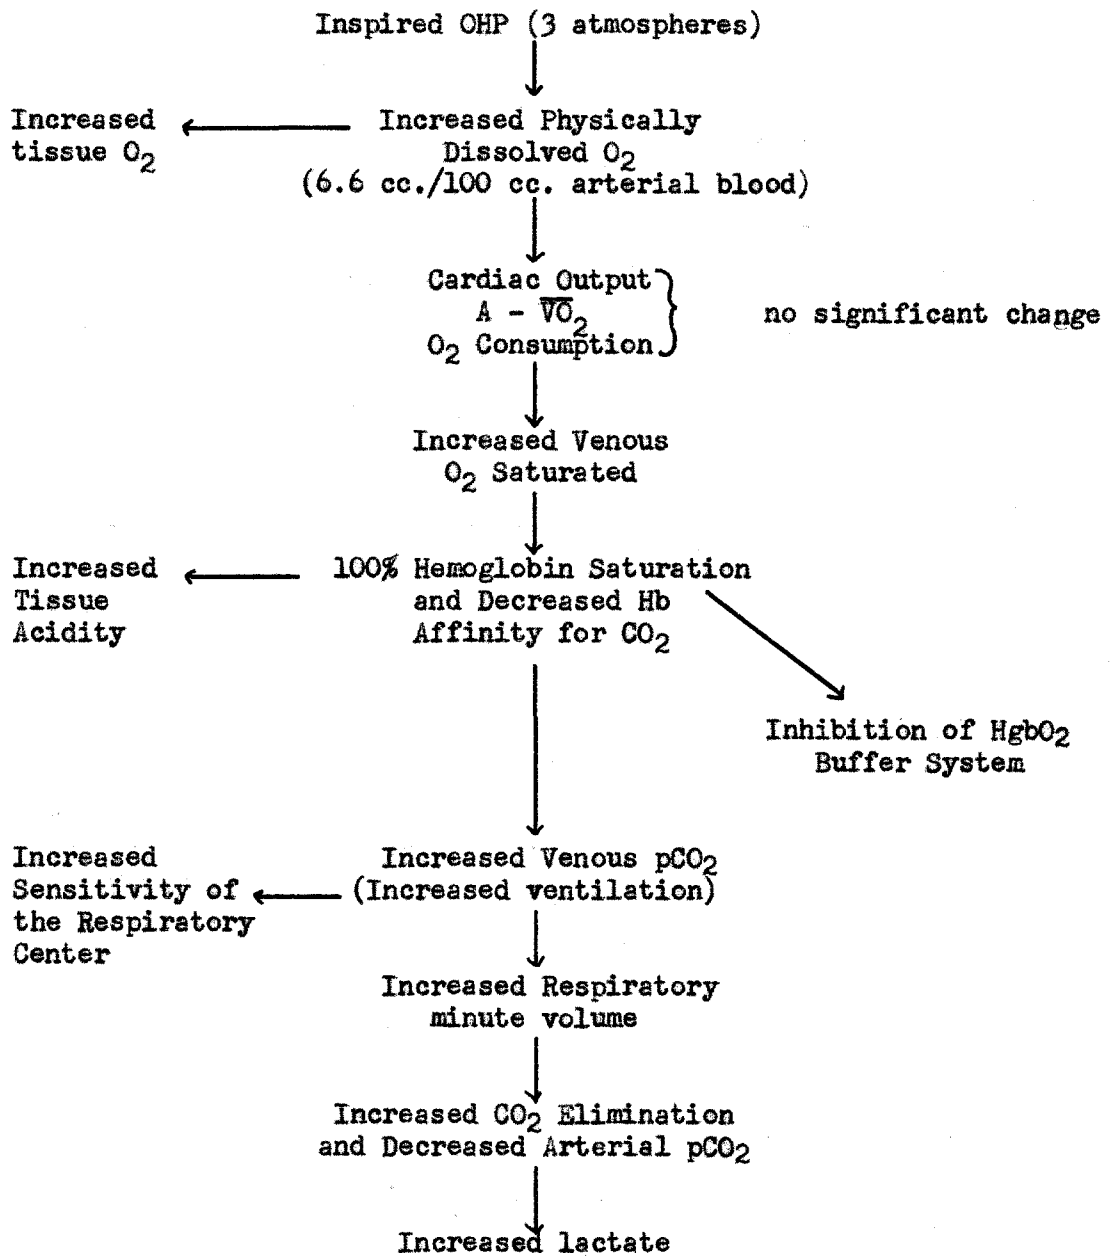 Inspired OHP (3 atmospheres)
Increased
tissue O2
Increased Physically
Dissolved O2
(6.6 cc./100 cc. arterial blood)
Cardiac Output
A - V̅O̅2
O2 Consumption
no significant change
Increased Venous
O2 Saturated
Increased
Tissue
Acidity
100% Hemoglobin Saturation
and Decreased Hb
Affinity for CO2
Inhibition of HgbO2
Buffer System
Increased
Sensitivity of
the Respiratory
Center
Increased Venous pCO2
(Increased ventilation)
Increased Respiratory
minute volume
Increased CO2 Elimination
and Decreased Arterial pCO2
Increased lactate